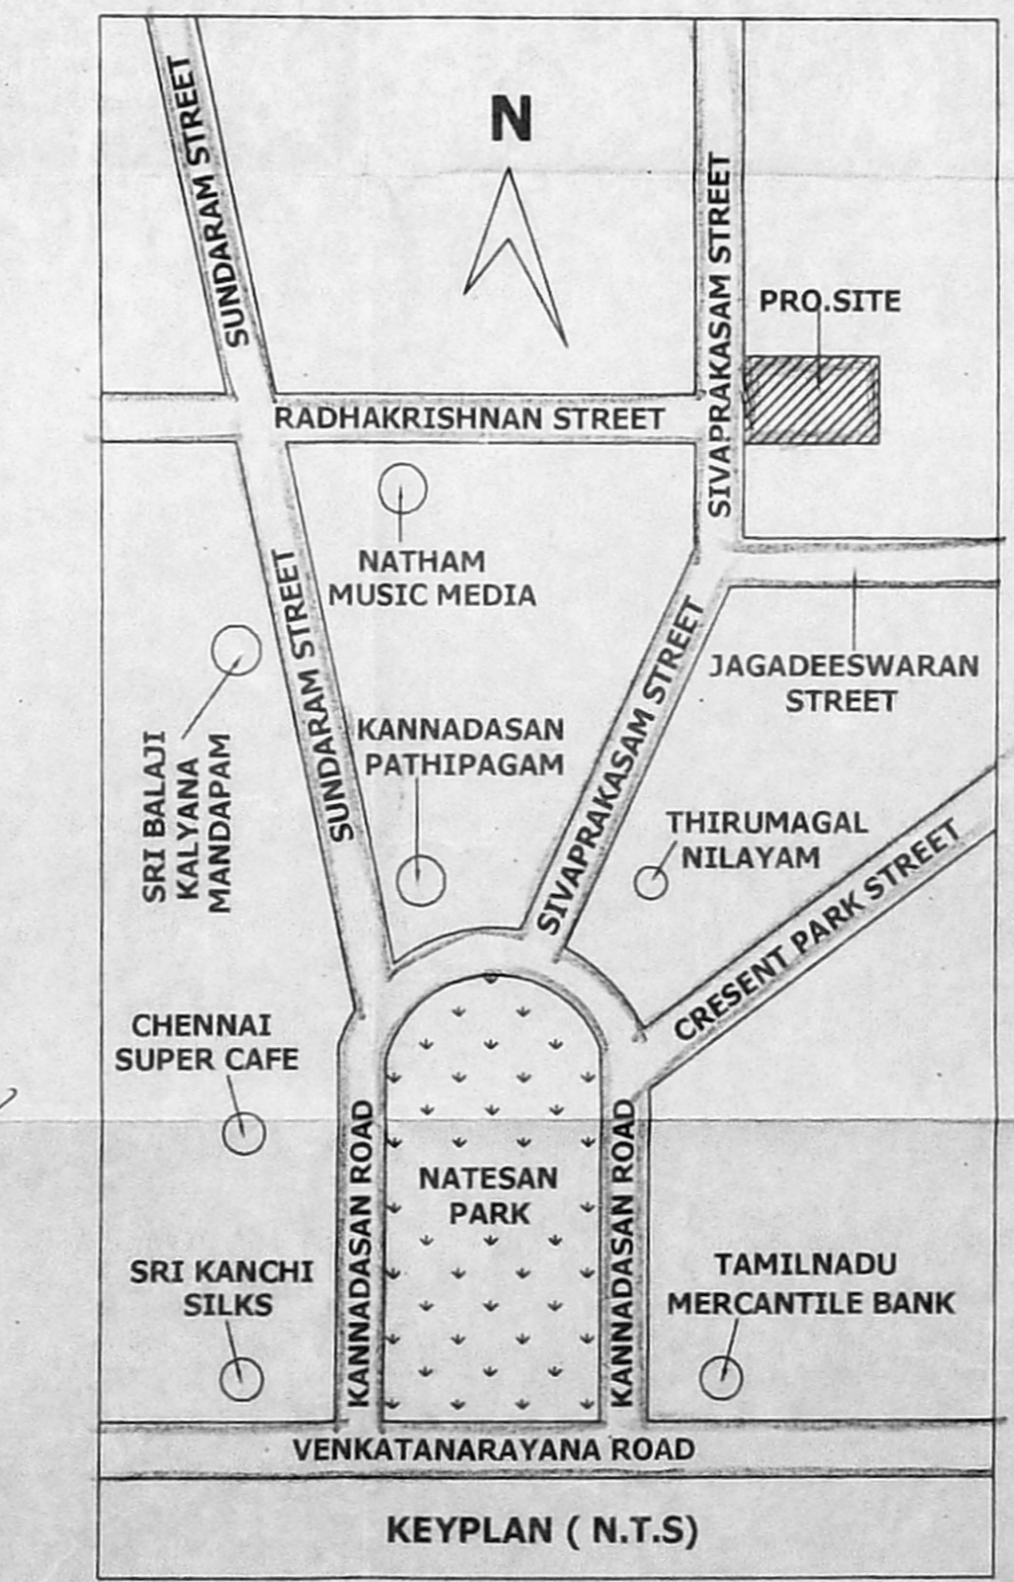 SUNDARAM STREET
N
SIVAPRAKASAM STREET
PRO.SITE
RADHAKRISHNAN STREET
NATHAM
MUSIC MEDIA
SUNDARAM STREET
SIVAPRAKASAM STREET
JAGADEESWARAN
STREET
SRI BALAJI
KALYANA
MANDAPAM
KANNADASAN
PATHIPAGAM
THIRUMAGAL
NILAYAM
CRESENT PARK STREET
CHENNAI
SUPER CAFE
KANNADASAN ROAD
NATESAN
PARK
KANNADASAN ROAD
SRI KANCHI
SILKS
TAMILNADU
MERCANTILE BANK
VENKATANARAYANA ROAD
KEYPLAN ( N.T.S)